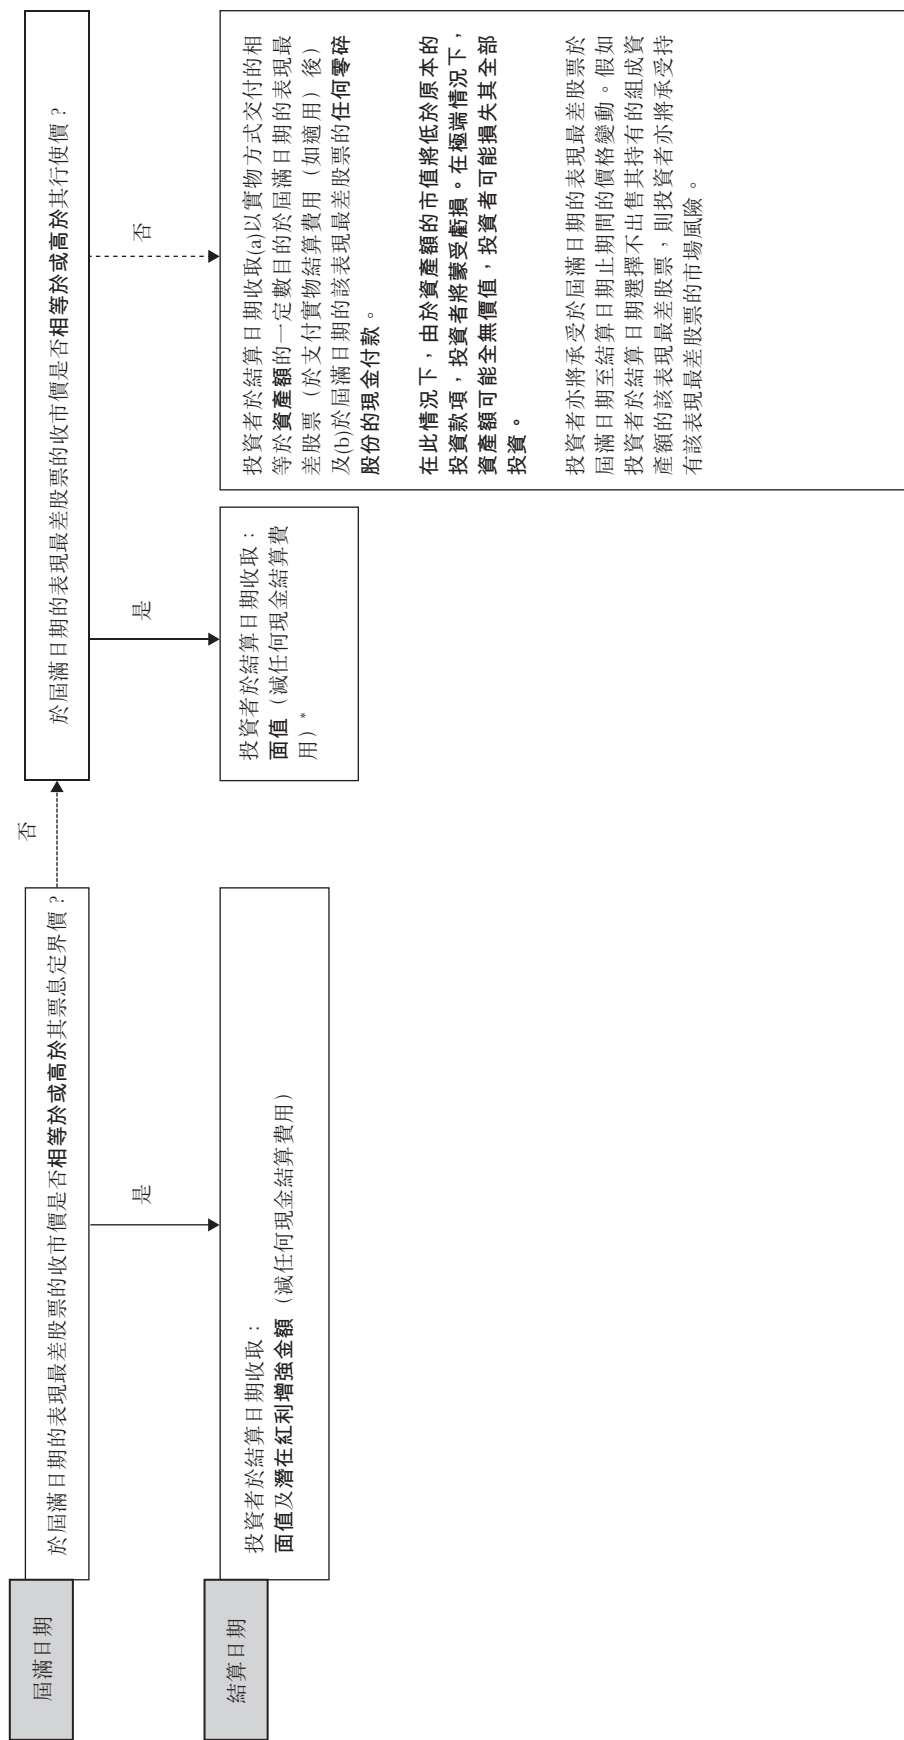 屆滿日期
於屆滿日期的表現最差股票的收市價是否相等於或高於其票息定界價？
否
於屆滿日期的表現最差股票的收市價是否相等於或高於其行使價？
是
是
否
結算日期
投資者於結算日期收取：
面值及潛在紅利增強金額（減任何現金結算費用）
投資者於結算日期收取：
面值（減任何現金結算費
用）*
投資者於結算日期收取(a)以實物方式交付的相
等於資產額的一定數目的於屆滿日期的表現最
差股票（於支付實物結算費用（如適用）後）
及(b)於屆滿日期的該表現最差股票的任何零碎
股份的現金付款。
在此情況下，由於資產額的市值將低於原本的
投資款項，投資者將蒙受虧損。在極端情況下，
資產額可能全無價值，投資者可能損失其全部
投資。
投資者亦將承受於屆滿日期的表現最差股票於
屆滿日期至結算日期止期間的價格變動。假如
投資者於結算日期選擇不出售其持有的組成資
產額的該表現最差股票，則投資者亦將承受持
有該表現最差股票的市場風險。